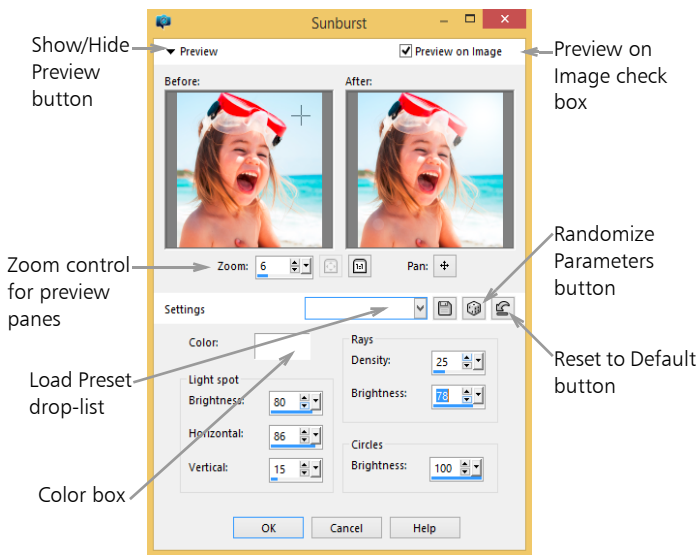 Sunburst
Show/Hide
Preview
button
Preview
Preview on Image
Preview on
Image check
box
Before:
After:
Zoom control
for preview
panes
Zoom: 6
1:1
Pan:
Randomize
Parameters
button
Settings
Load Preset
drop-list
Reset to Default
button
Color:
Light spot
Brightness: 80
Horizontal: 86
Vertical: 15
Rays
Density: 25
Brightness: 78
Circles
Brightness: 100
Color box
OK
Cancel
Help